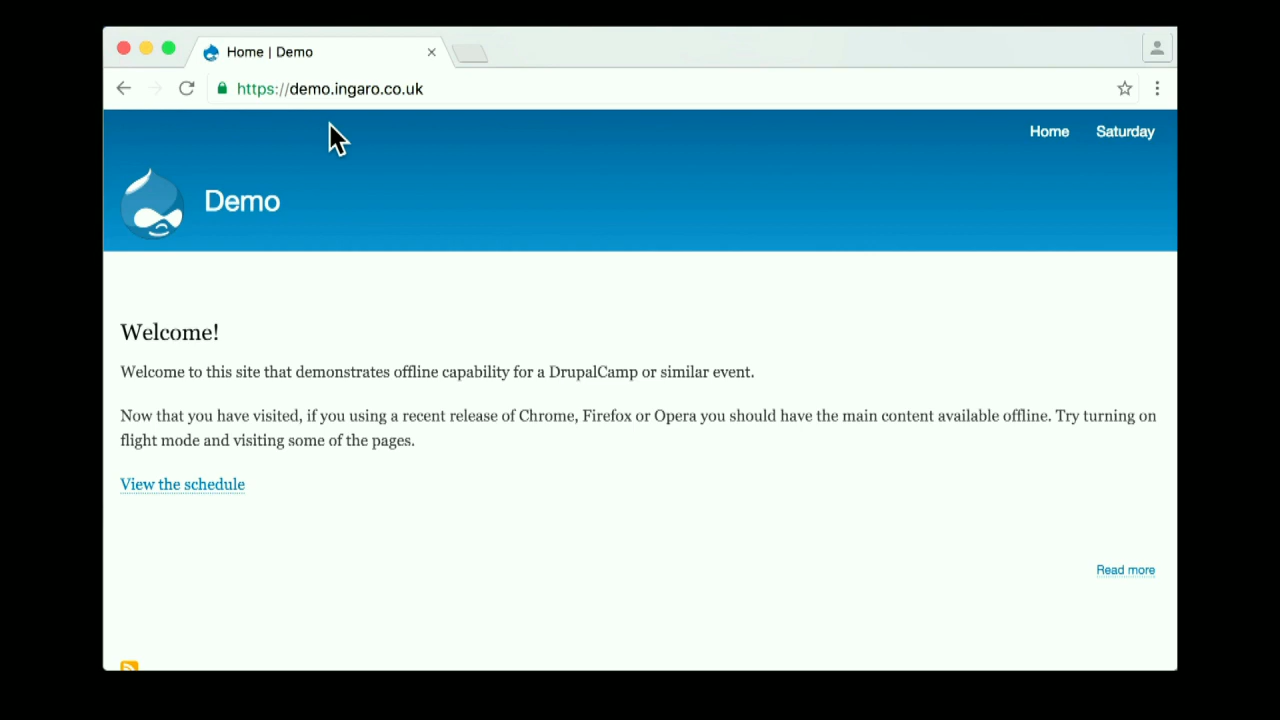 Home | Demo
https://demo.ingaro.co.uk
Home Saturday
Demo
Welcome!
Welcome to this site that demonstrates offline capability for a DrupalCamp or similar event.
Now that you have visited, if you using a recent release of Chrome, Firefox or Opera you should have the main content available offline. Try turning on
flight mode and visiting some of the pages.
View the schedule
Read more